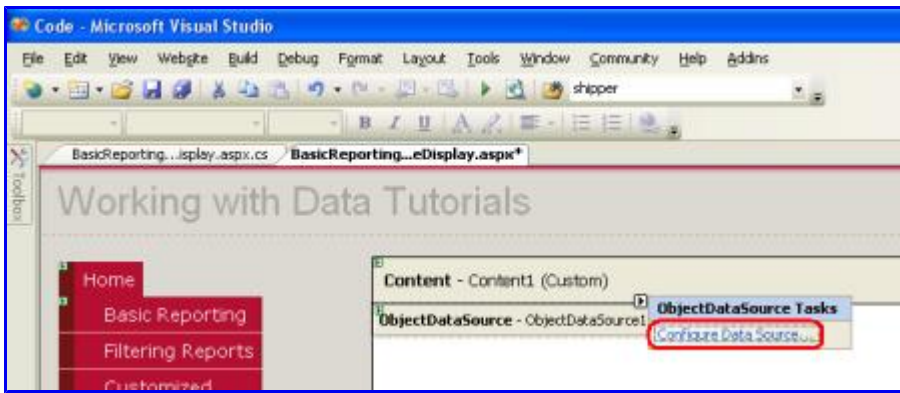 Code - Microsoft Visual Studio
File Edit View Website Build Debug Format Layout Tools Window Community Help Addins
shipper
B I U A
BasicReporting...isplay.aspx.cs BasicReporting...eDisplay.aspx*
Toolbox
Working with Data Tutorials
Home
Content - Content1 (Custom)
Basic Reporting
ObjectDataSource - ObjectDataSource1
ObjectDataSource Tasks
Configure Data Source...
Filtering Reports
Customized